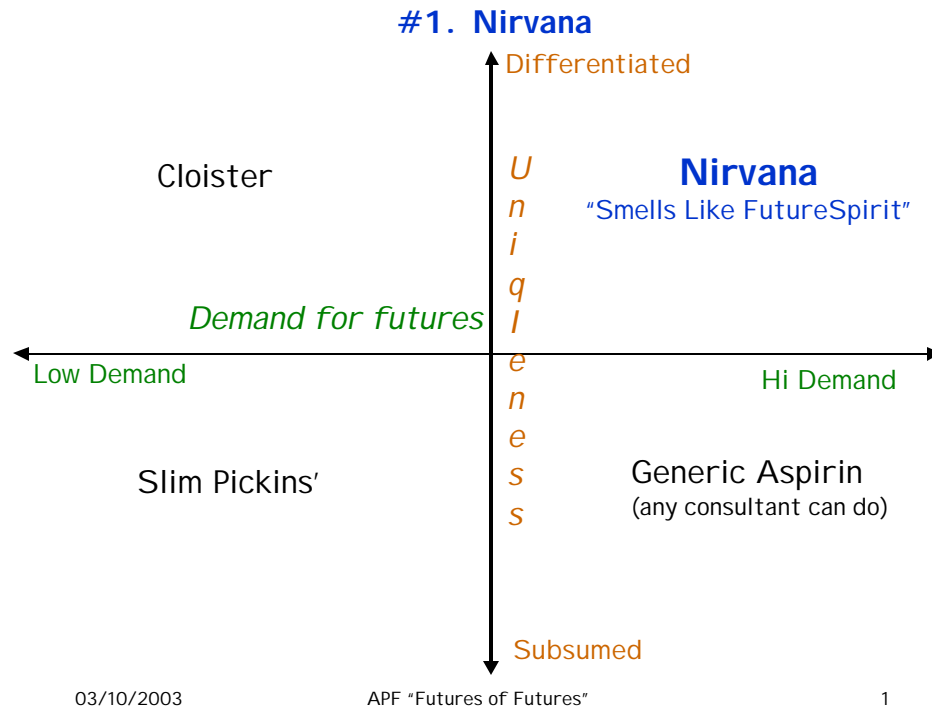 #1. Nirvana
Differentiated
Cloister
Nirvana
"Smells Like FutureSpirit"
UniqIeness
Demand for futures
Low Demand
Hi Demand
Slim Pickins'
Generic Aspirin
(any consultant can do)
Subsumed
03/10/2003 APF "Futures of Futures" 1